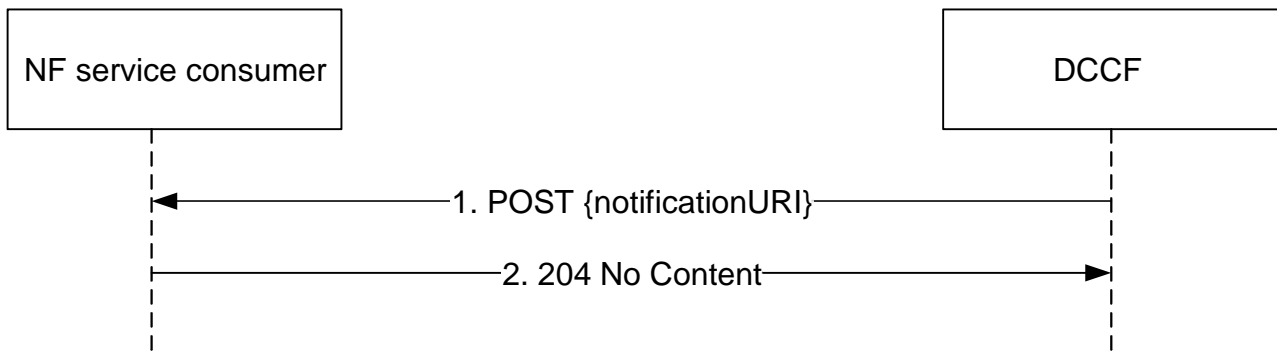 NF service consumer
DCCF
1. POST {notificationURI}
2. 204 No Content